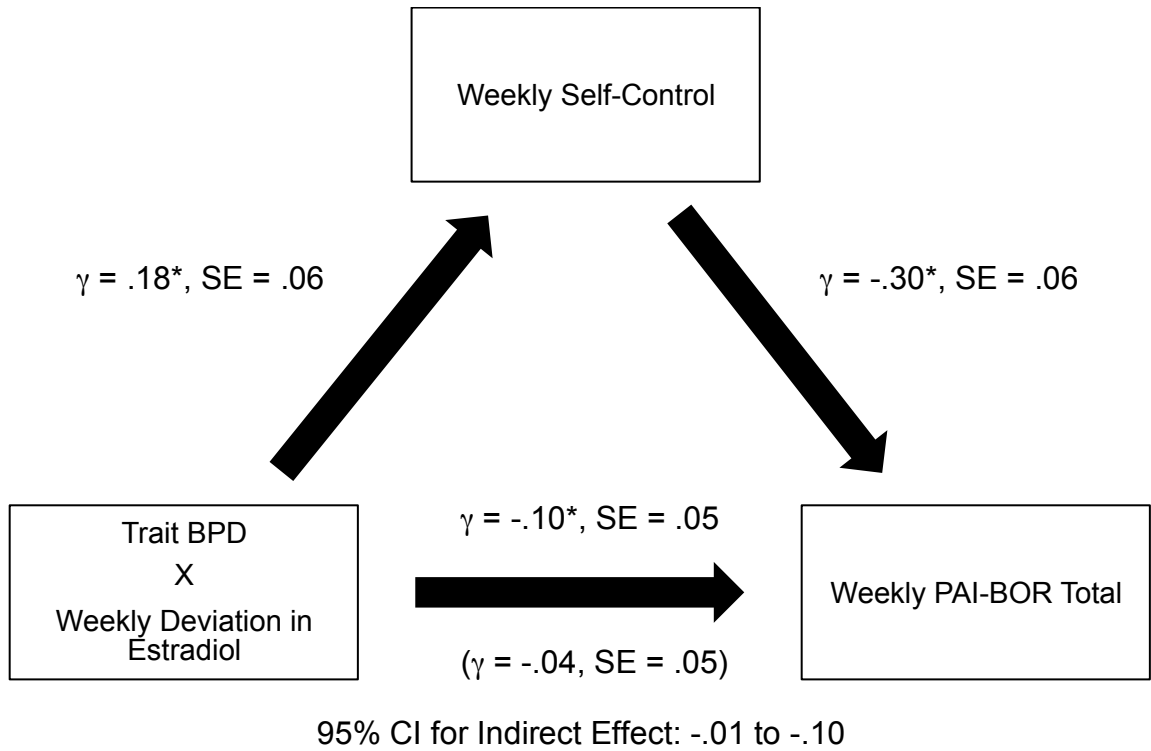 Weekly Self-Control
γ = .18*, SE = .06
γ = -.30*, SE = .06
Trait BPD
X
Weekly Deviation in
Estradiol
γ = -.10*, SE = .05
(γ = -.04, SE = .05)
Weekly PAI-BOR Total
95% CI for Indirect Effect: -.01 to -.10